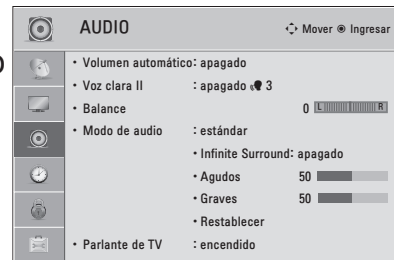 AUDIO
Mover Ingresar
• Volumen automático: apagado
• Voz clara II : apagado 3
• Balance 0 L R
• Modo de audio : estándar
• Infinite Surround: apagado
• Agudos 50
• Graves 50
• Restablecer
• Parlante de TV : encendido